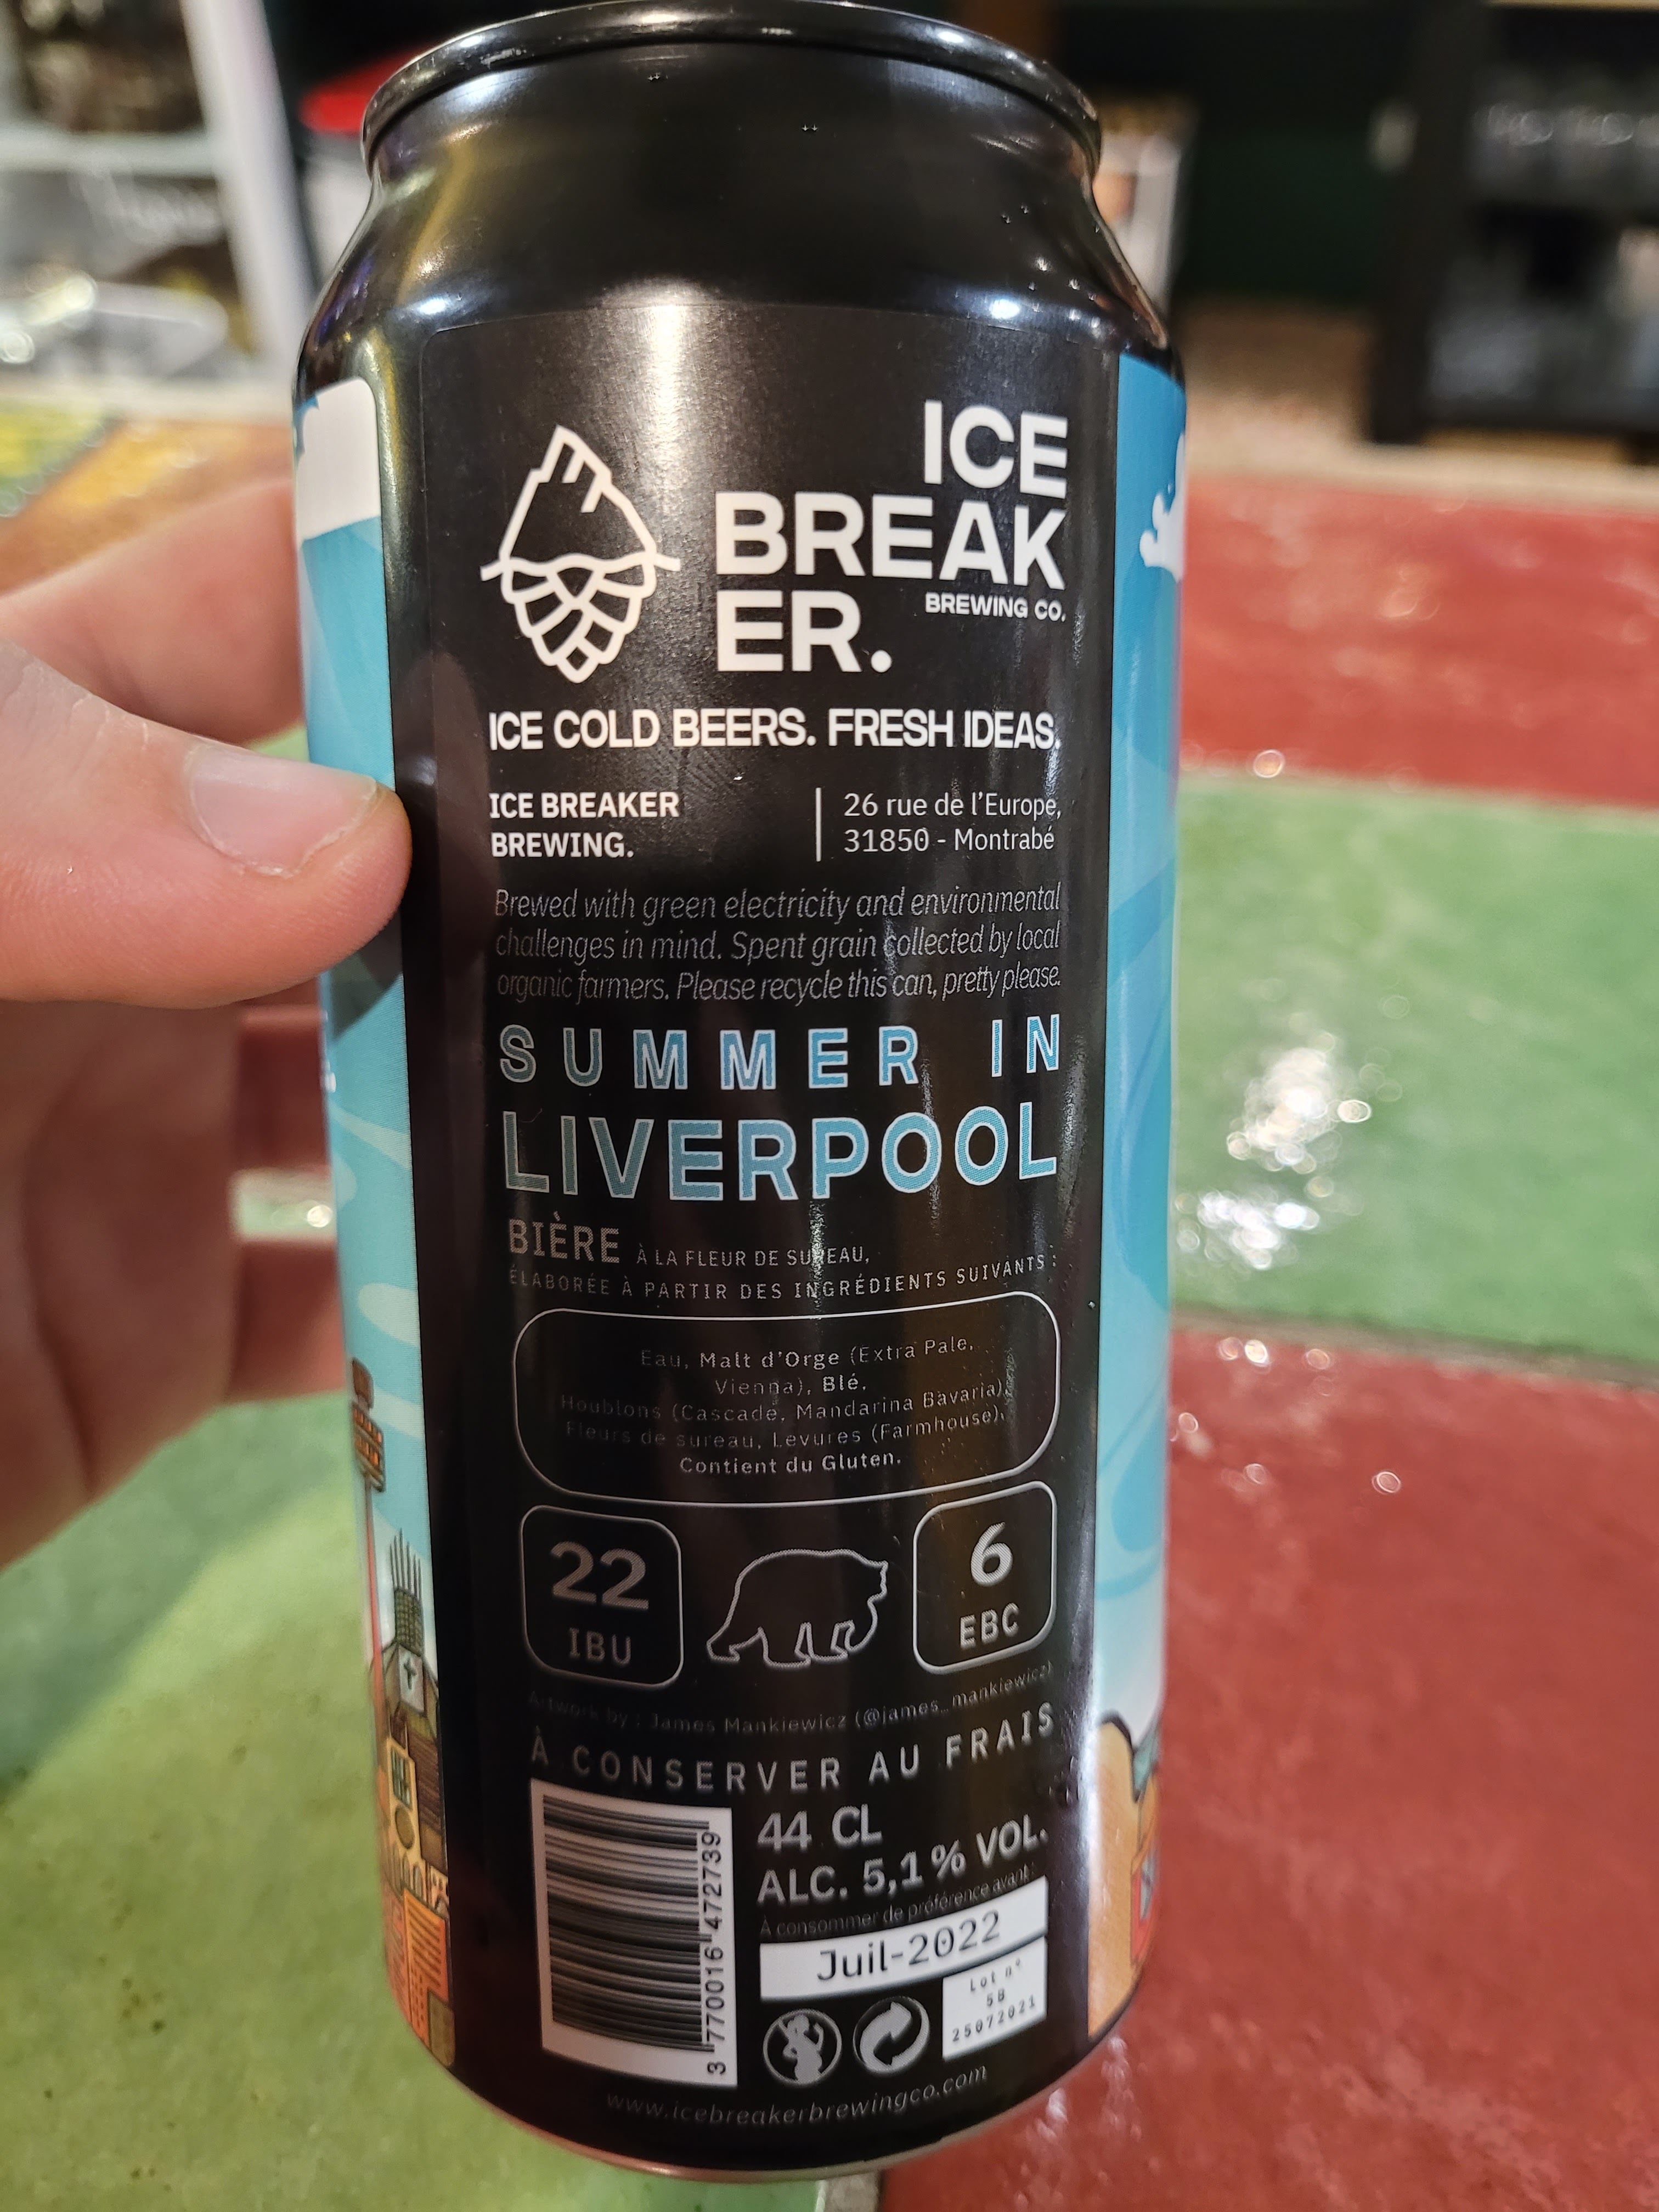 ICE
BREAK
BREWING CO.
ER.
ICE COLD BEERS. FRESH IDEAS.
ICE BREAKER
BREWING.
26 rue de l'Europe,
31850 - Montrabé
Brewed with green electricity and environmental
challenges in mind. Spent grain collected by local
organic farmers. Please recycle this can, pretty please.
SUMMER IN
LIVERPOOL
BIÈRE À LA FLEUR DE SUREAU,
ÉLABORÉE À PARTIR DES INGRÉDIENTS SUIVANTS :
Eau, Malt d'Orge (Extra Pale,
Vienna), Blé,
Houblons (Cascade, Mandarina Bavaria),
Fleurs de sureau, Levures (Farmhouse).
Contient du Gluten.
22
IBU
6
EBC
Artwork by : James Mankiewicz (@james_mankiewicz)
À CONSERVER AU FRAIS
44 CL
ALC. 5,1% VOL.
À consommer de préférence avant :
Juil-2022
Lot n°
5B
25072021
3 770016 472739
www.icebreakerbrewingco.com